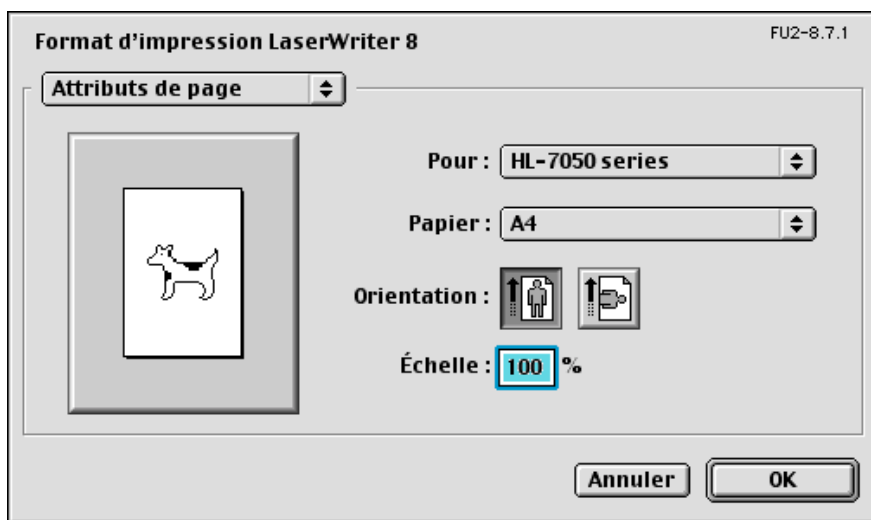 Format d’impression LaserWriter 8
FU2-8.7.1
Attributs de page
Pour : HL-7050 series
Papier : A4
Orientation :
Échelle : 100 %
Annuler
OK